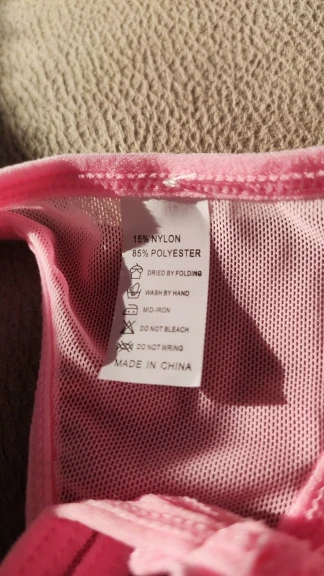 15% NYLON
85% POLYESTER
DRIED BY FOLDING
WASH BY HAND
MID-IRON
DO NOT BLEACH
DO NOT WRING
MADE IN CHINA